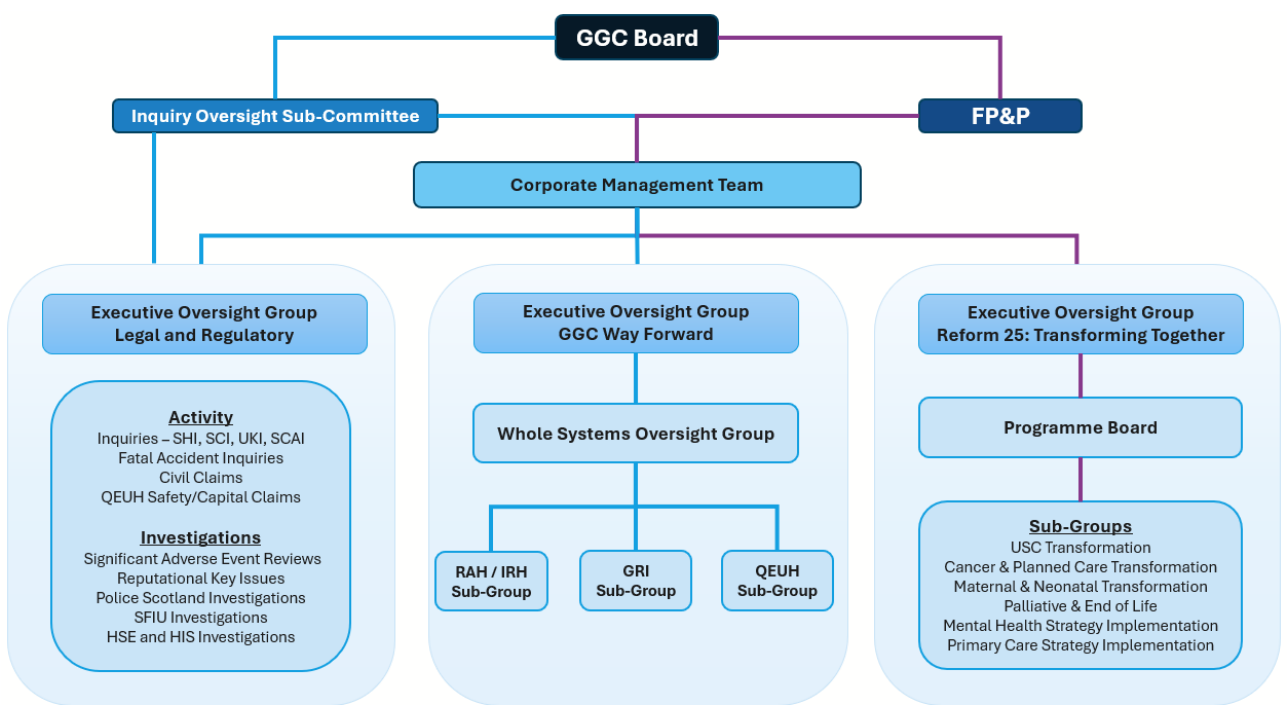 GGC Board
Inquiry Oversight Sub-Committee
FP&P
Corporate Management Team
Executive Oversight Group
Legal and Regulatory
Activity
Inquiries – SHI, SCI, UKI, SCAI
Fatal Accident Inquiries
Civil Claims
QEUH Safety/Capital Claims
Investigations
Significant Adverse Event Reviews
Reputational Key Issues
Police Scotland Investigations
SFIU Investigations
HSE and HIS Investigations
Executive Oversight Group
GGC Way Forward
Whole Systems Oversight Group
RAH / IRH
Sub-Group
GRI
Sub-Group
QEUH
Sub-Group
Executive Oversight Group
Reform 25: Transforming Together
Programme Board
Sub-Groups
USC Transformation
Cancer & Planned Care Transformation
Maternal & Neonatal Transformation
Palliative & End of Life
Mental Health Strategy Implementation
Primary Care Strategy Implementation